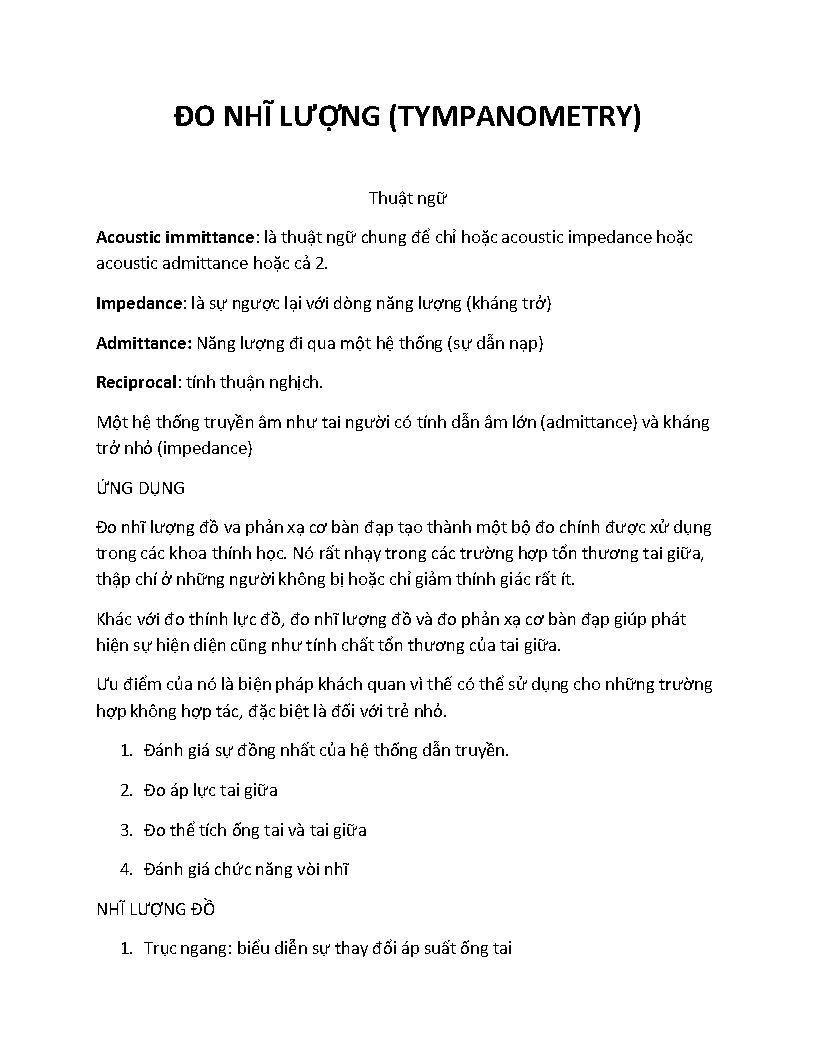 ĐO NHĨ LƯỢNG (TYMPANOMETRY)
Thuật ngữ
Acoustic immittance: là thuật ngữ chung để chỉ hoặc acoustic impedance hoặc
acoustic admittance hoặc cả 2.
Impedance: là sự ngược lại với dòng năng lượng (kháng trở)
Admittance: Năng lượng đi qua một hệ thống (sự dẫn nạp)
Reciprocal: tính thuận nghịch.
Một hệ thống truyền âm như tai người có tính dẫn âm lớn (admittance) và kháng
trở nhỏ (impedance)
ỨNG DỤNG
Đo nhĩ lượng đồ va phản xạ cơ bàn đạp tạo thành một bộ đo chính được xử dụng
trong các khoa thính học. Nó rất nhạy trong các trường hợp tổn thương tai giữa,
thập chí ở những người không bị hoặc chỉ giảm thính giác rất ít.
Khác với đo thính lực đồ, đo nhĩ lượng đồ và đo phản xạ cơ bàn đạp giúp phát
hiện sự hiện diện cũng như tính chất tổn thương của tai giữa.
Ưu điểm của nó là biện pháp khách quan vì thế có thể sử dụng cho những trường
hợp không hợp tác, đặc biệt là đối với trẻ nhỏ.
1. Đánh giá sự đồng nhất của hệ thống dẫn truyền.
2. Đo áp lực tai giữa
3. Đo thể tích ống tai và tai giữa
4. Đánh giá chức năng vòi nhĩ
NHĨ LƯỢNG ĐỒ
1. Trục ngang: biểu diễn sự thay đổi áp suất ống tai